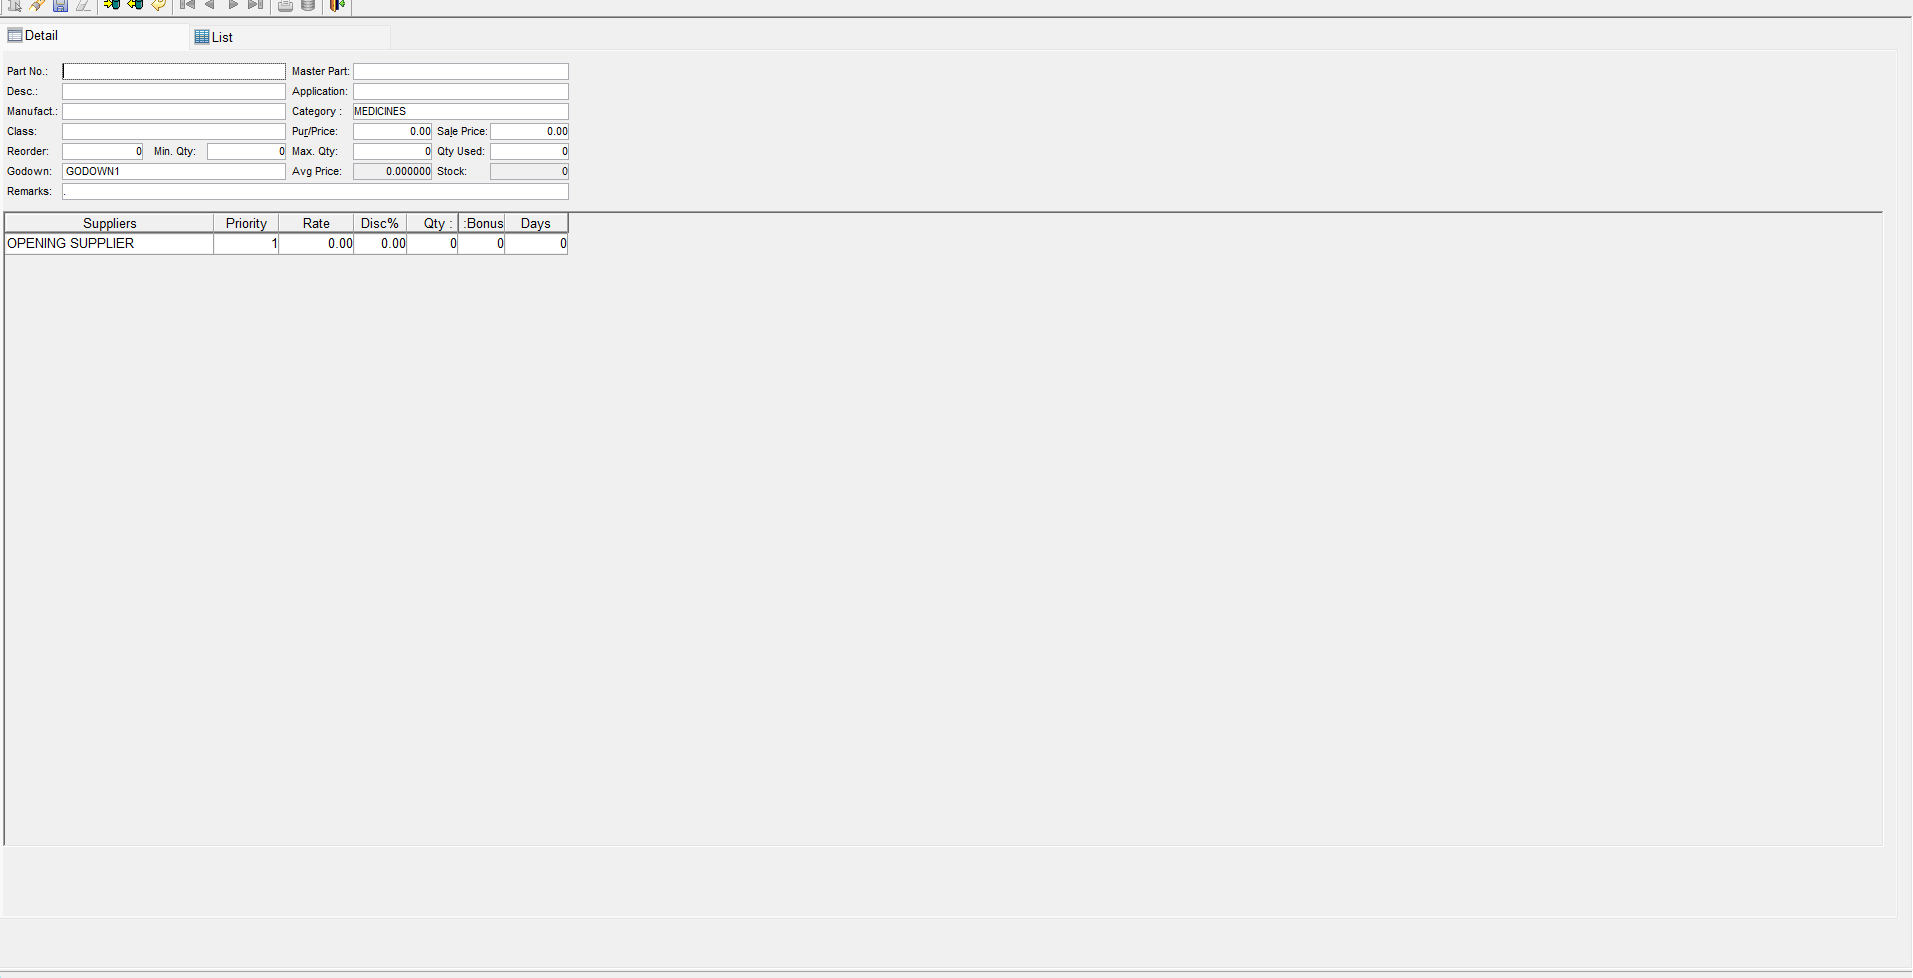 Detail List
Part No.: Master Part:
Desc.: Application:
Manufact.: Category : MEDICINES
Class: Pur/Price: 0.00 Sale Price: 0.00
Reorder: 0 Min. Qty: 0 Max. Qty: 0 Qty Used: 0
Godown: GODOWN1 Avg Price: 0.000000 Stock: 0
Remarks: .
Suppliers Priority Rate Disc% Qty : :Bonus Days
OPENING SUPPLIER 1 0.00 0.00 0 0 0